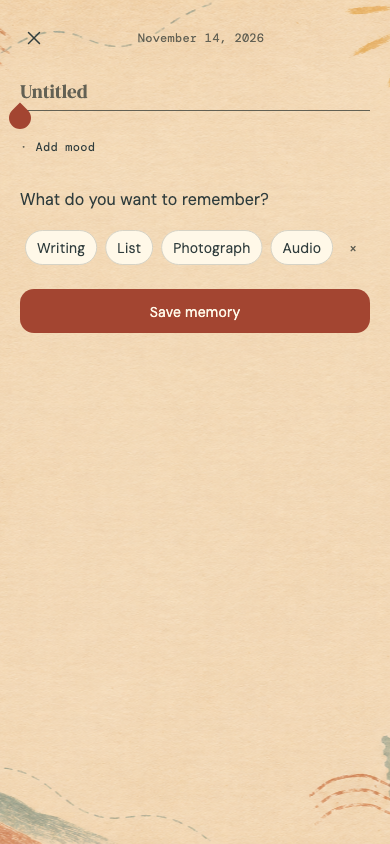 November 14, 2026
Untitled
· Add mood
What do you want to remember?
Writing List Photograph Audio ×
Save memory